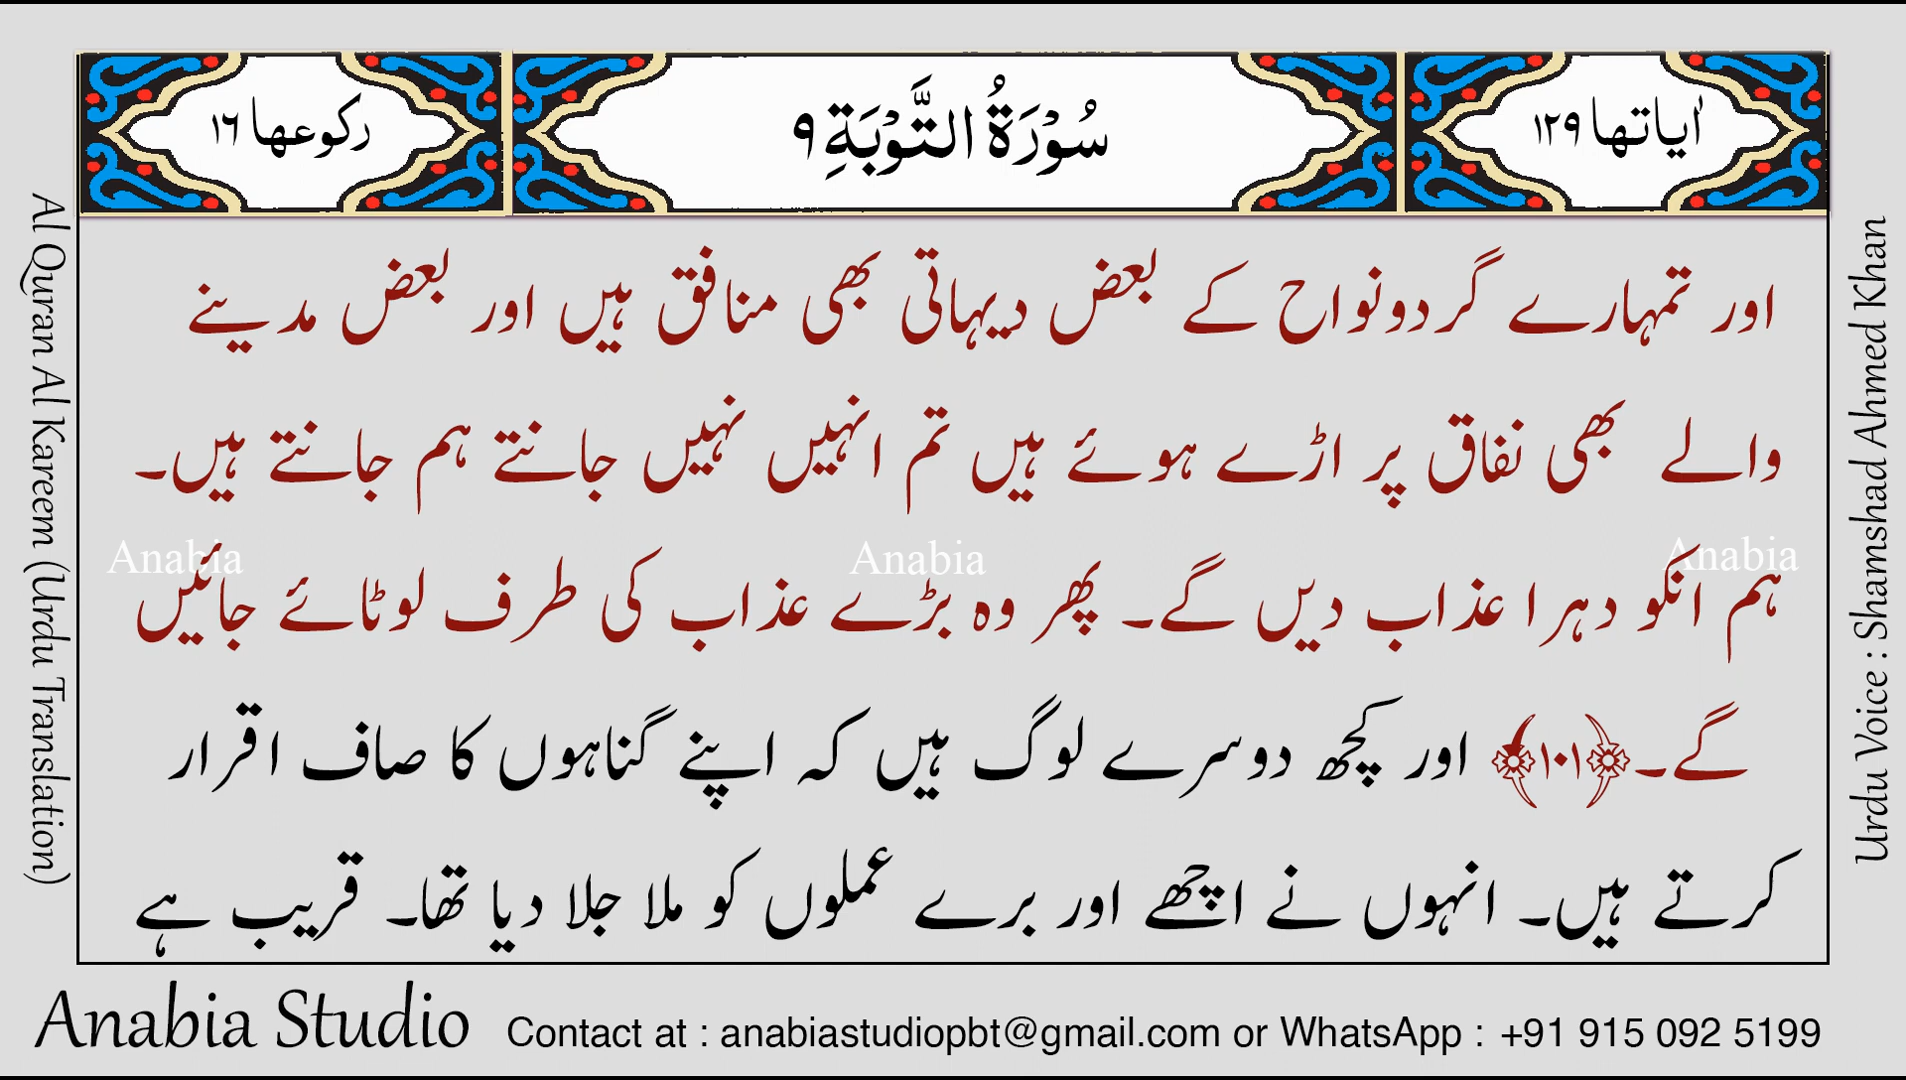 اٰیاتها ۱۲۹
سُوْرَةُ التَّوْبَةِ ۹
رکوعها ۱٦
اور تمہارے گردونواح کے بعض دیہاتی بھی منافق ہیں اور بعض مدینے
والے بھی نفاق پر اڑے ہوئے ہیں تم انہیں نہیں جانتے ہم جانتے ہیں۔
ہم انکو دہرا عذاب دیں گے۔ پھر وہ بڑے عذاب کی طرف لوٹائے جائیں
گے۔﴿۱۰۱﴾ اور کچھ دوسرے لوگ ہیں کہ اپنے گناہوں کا صاف اقرار
کرتے ہیں۔ انہوں نے اچھے اور برے عملوں کو ملا جلا دیا تھا۔ قریب ہے
Anabia Anabia Anabia
Al Quran Al Kareem (Urdu Translation)
Urdu Voice : Shamshad Ahmed Khan
Anabia Studio Contact at : anabiastudiopbt@gmail.com or WhatsApp : +91 915 092 5199